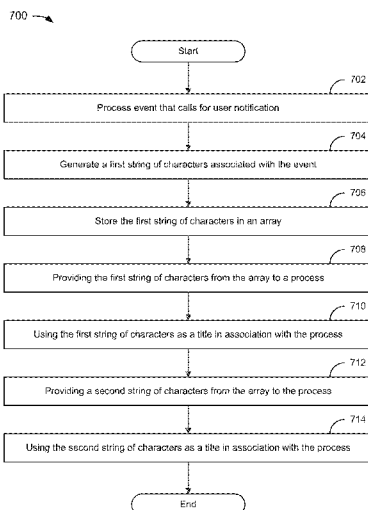 700
Start
702
Process event that calls for user notification
704
Generate a first string of characters associated with the event
706
Store the first string of characters in an array
708
Providing the first string of characters from the array to a process
710
Using the first string of characters as a title in association with the process
712
Providing a second string of characters from the array to the process
714
Using the second string of characters as a title in association with the process
End